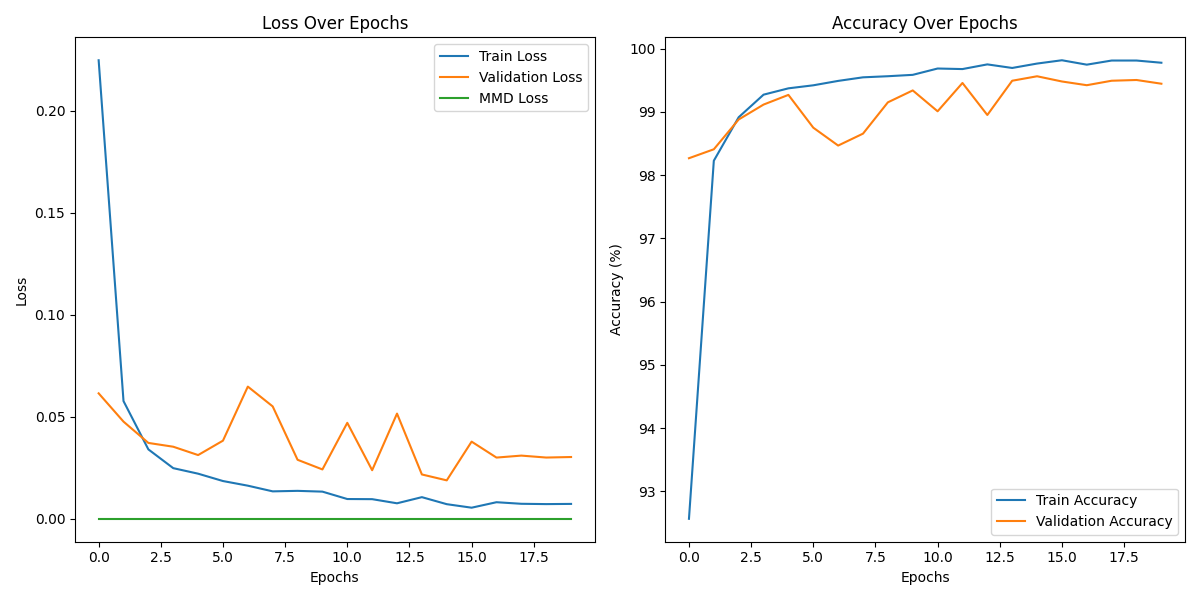 Loss Over Epochs
Loss
0.20
0.15
0.10
0.05
0.00
Train Loss
Validation Loss
MMD Loss
0.0 2.5 5.0 7.5 10.0 12.5 15.0 17.5
Epochs
Accuracy Over Epochs
Accuracy (%)
100
99
98
97
96
95
94
93
Train Accuracy
Validation Accuracy
0.0 2.5 5.0 7.5 10.0 12.5 15.0 17.5
Epochs